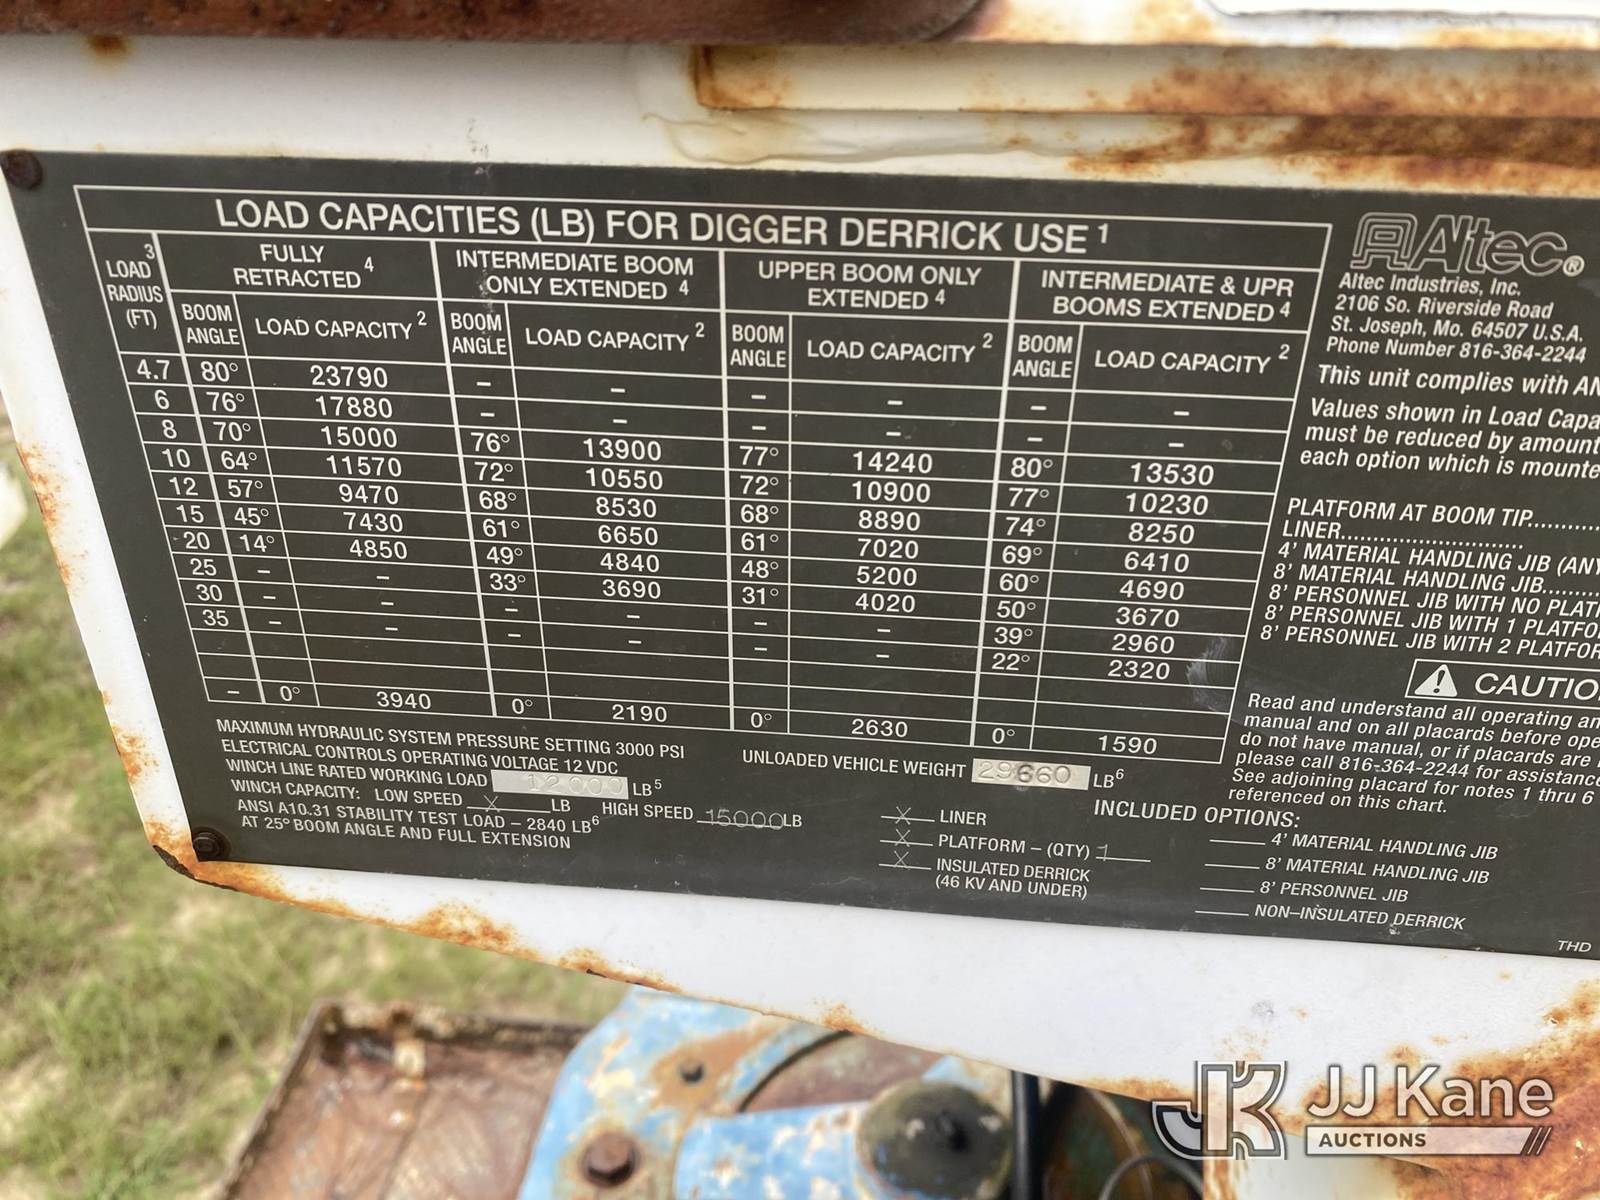 LOAD CAPACITIES (LB) FOR DIGGER DERRICK USE 1
3 LOAD RADIUS (FT)
FULLY RETRACTED 4
INTERMEDIATE BOOM ONLY EXTENDED 4
UPPER BOOM ONLY EXTENDED 4
INTERMEDIATE & UPR BOOMS EXTENDED 4
BOOM ANGLE LOAD CAPACITY 2 BOOM ANGLE LOAD CAPACITY 2 BOOM ANGLE LOAD CAPACITY 2 BOOM ANGLE LOAD CAPACITY 2
4.7 80° 23790 – – – – – –
6 76° 17880 – – – – – –
8 70° 15000 76° 13900 77° 14240 80° 13530
10 64° 11570 72° 10550 72° 10900 77° 10230
12 57° 9470 68° 8530 68° 8890 74° 8250
15 45° 7430 61° 6650 61° 7020 69° 6410
20 14° 4850 49° 4840 48° 5200 60° 4690
25 – – 33° 3690 31° 4020 50° 3670
30 – – – – – – 39° 2960
35 – – – – – – 22° 2320
– 0° 3940 0° 2190 0° 2630 0° 1590
MAXIMUM HYDRAULIC SYSTEM PRESSURE SETTING 3000 PSI
ELECTRICAL CONTROLS OPERATING VOLTAGE 12 VDC
WINCH LINE RATED WORKING LOAD 12000 LB 5
WINCH CAPACITY: LOW SPEED X LB HIGH SPEED 15000 LB
ANSI A10.31 STABILITY TEST LOAD – 2840 LB 6
AT 25° BOOM ANGLE AND FULL EXTENSION
UNLOADED VEHICLE WEIGHT 29660 LB 6
INCLUDED OPTIONS:
X LINER
X PLATFORM – (QTY) 1
X INSULATED DERRICK
(46 KV AND UNDER)
4' MATERIAL HANDLING JIB
8' MATERIAL HANDLING JIB
8' PERSONNEL JIB
NON–INSULATED DERRICK
THD
Altec®
Altec Industries, Inc.
2106 So. Riverside Road
St. Joseph, Mo. 64507 U.S.A.
Phone Number 816-364-2244
This unit complies with AN
Values shown in Load Capa
must be reduced by amount
each option which is mounte
PLATFORM AT BOOM TIP...........
LINER..........................
4' MATERIAL HANDLING JIB (ANY
8' MATERIAL HANDLING JIB........
8' PERSONNEL JIB WITH NO PLATF
8' PERSONNEL JIB WITH 1 PLATFO
8' PERSONNEL JIB WITH 2 PLATFOR
CAUTIO
Read and understand all operating an
manual and on all placards before ope
do not have manual, or if placards are
please call 816-364-2244 for assistance
See adjoining placard for notes 1 thru 6
referenced on this chart.
JK JJ Kane
AUCTIONS